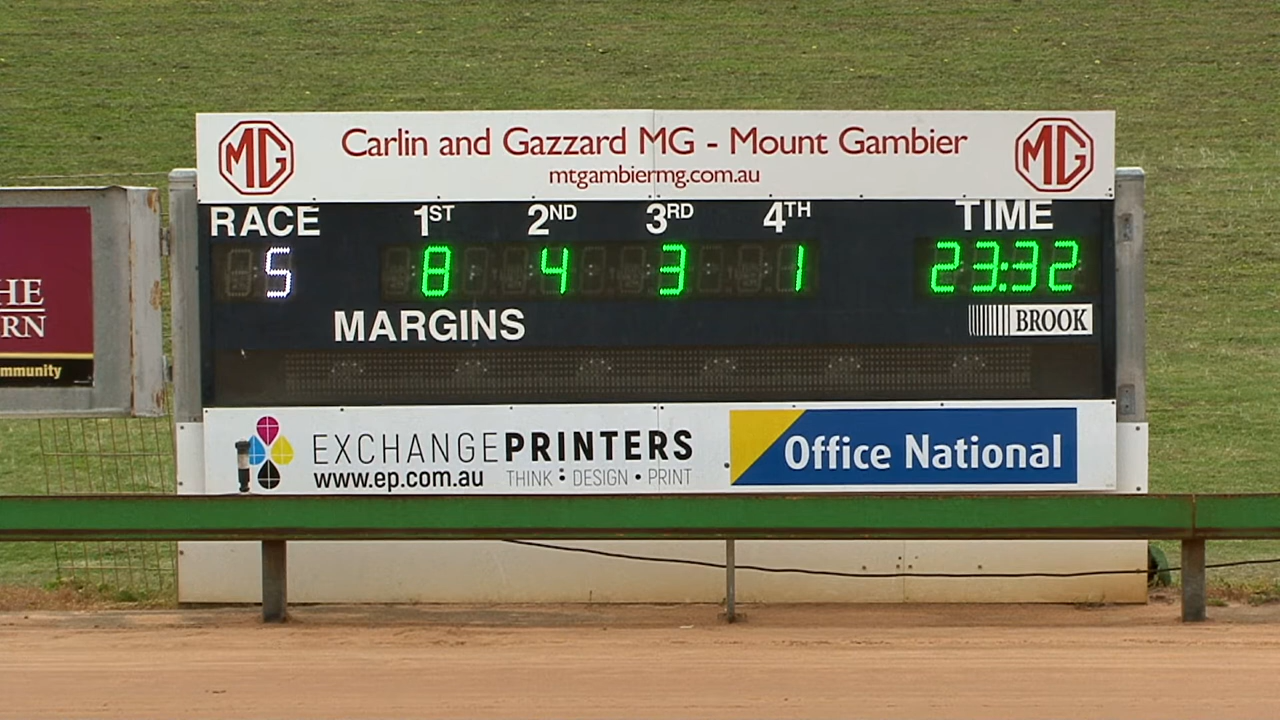 MG Carlin and Gazzard MG - Mount Gambier MG
mtgambiermg.com.au
RACE 1ST 2ND 3RD 4TH TIME
5 8 4 3 1 23:32
MARGINS
BROOK
EXCHANGEPRINTERS
www.ep.com.au THINK : DESIGN • PRINT
Office National
HE
RN
mmunity